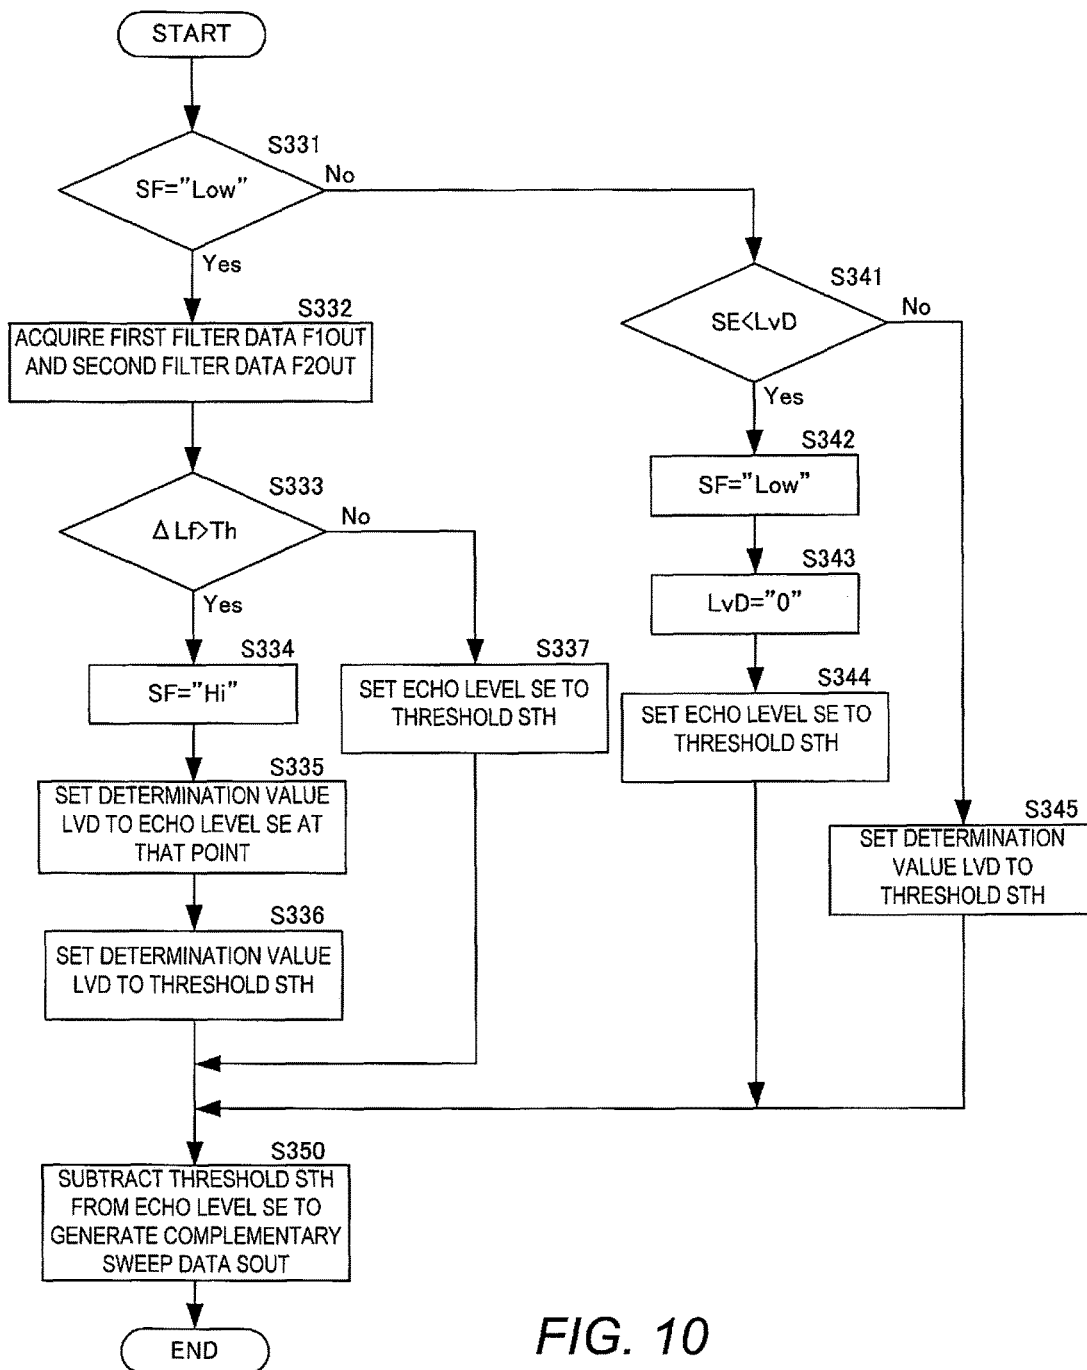 START
S331
SF="Low"
No
Yes
S332
ACQUIRE FIRST FILTER DATA F1OUT
AND SECOND FILTER DATA F2OUT
S333
ΔLf>Th
No
Yes
S334
SF="Hi"
S335
SET DETERMINATION VALUE
LVD TO ECHO LEVEL SE AT
THAT POINT
S336
SET DETERMINATION VALUE
LVD TO THRESHOLD STH
S337
SET ECHO LEVEL SE TO
THRESHOLD STH
S341
SE<LvD
No
Yes
S342
SF="Low"
S343
LvD="0"
S344
SET ECHO LEVEL SE TO
THRESHOLD STH
S345
SET DETERMINATION
VALUE LVD TO
THRESHOLD STH
S350
SUBTRACT THRESHOLD STH
FROM ECHO LEVEL SE TO
GENERATE COMPLEMENTARY
SWEEP DATA SOUT
END
FIG. 10